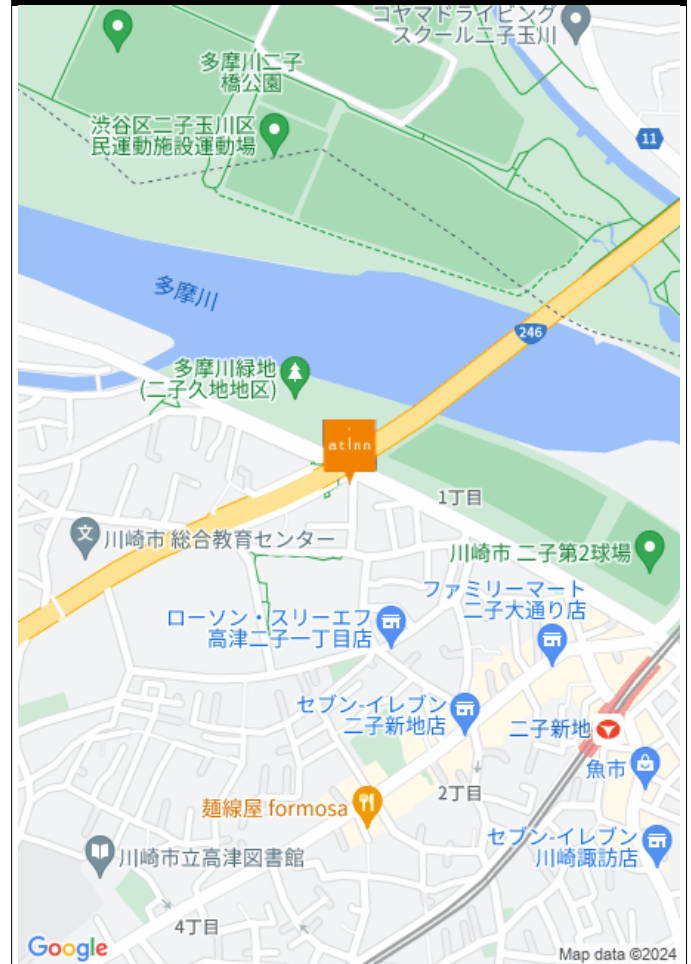 コヤマドライビング
スクール二子玉川
多摩川二子
橋公園
渋谷区二子玉川区
民運動施設運動場
11
多摩川
246
多摩川緑地
(二子久地地区)
atInn
1丁目
文
川崎市 総合教育センター
川崎市 二子第2球場
ファミリーマート
二子大通り店
ローソン・スリーエフ
高津二子一丁目店
セブン-イレブン
二子新地店
二子新地
魚市
2丁目
麺線屋 formosa
セブン-イレブン
川崎諏訪店
川崎市立高津図書館
4丁目
Google
Map data ©2024